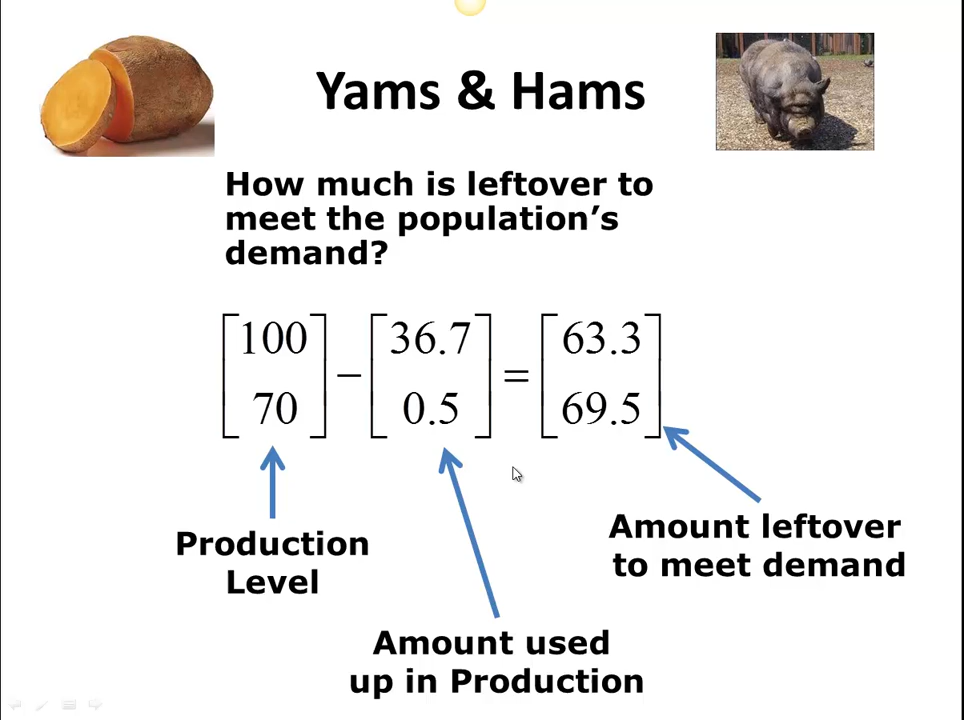 Yams & Hams
How much is leftover to
meet the population’s
demand?
100 36.7 63.3
− =
70 0.5 69.5
Production
Level
Amount used
up in Production
Amount leftover
to meet demand